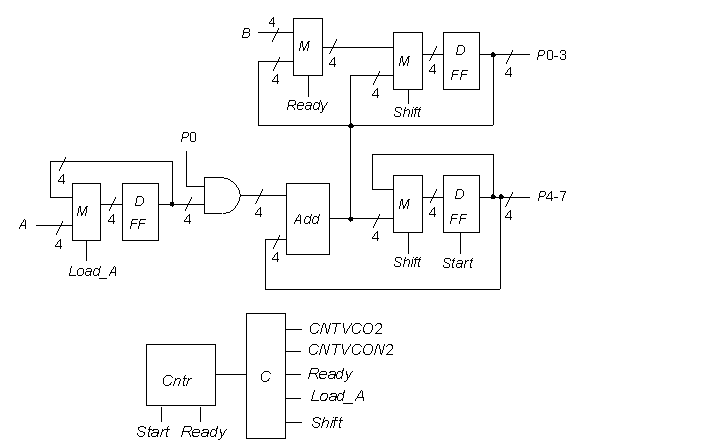 4
B M 4 M 4 D FF 4 P0-3
4 4
Ready Shift
P0
4 4
A M 4 D FF 4 4 Add M 4 D FF 4 P4-7
4 4 4
Load_A Shift Start
CNTVCO2
CNTVCON2
Cntr C Ready
Load_A
Start Ready Shift